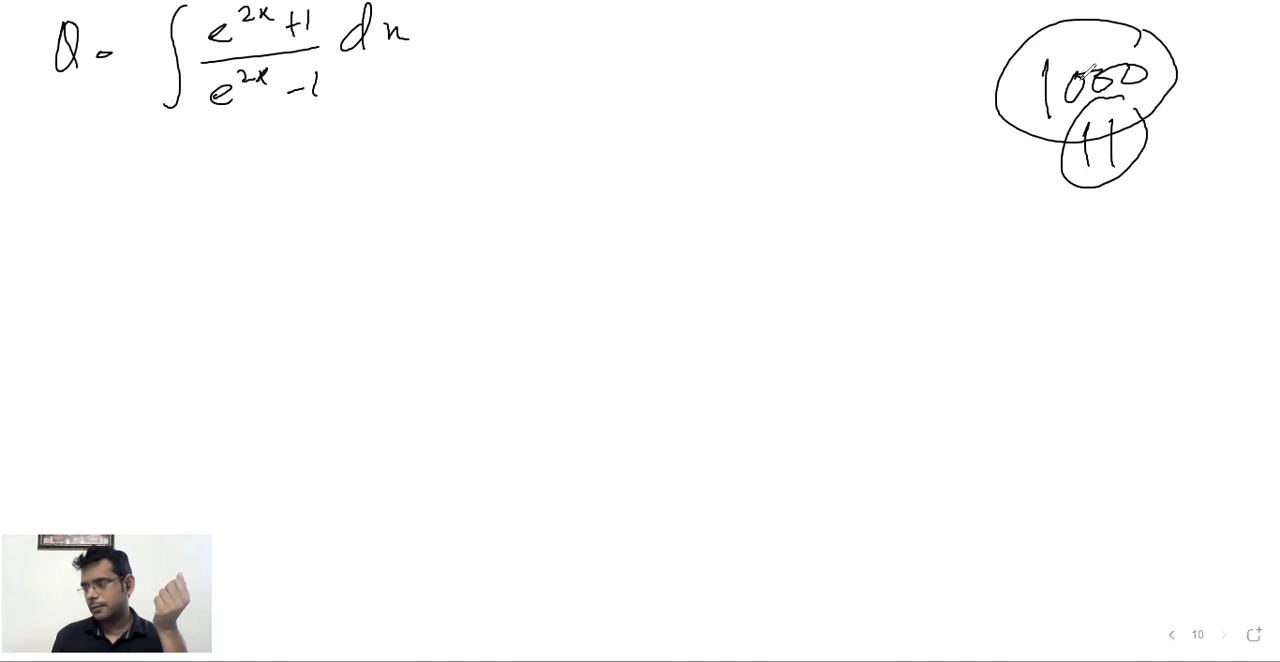 Q- ∫ (e^{2x} +1)/(e^{2x} -1) dx
1000
11
10